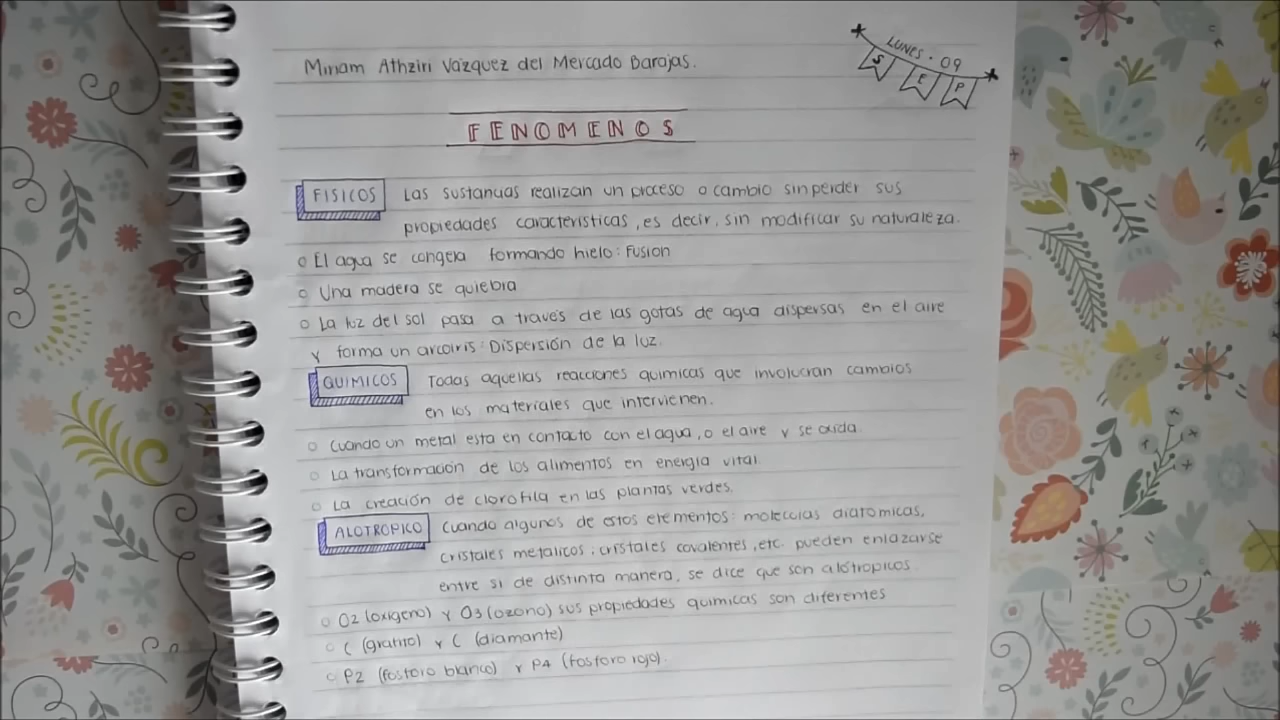 Miriam Athziri Vazquez del Mercado Barajas.
LUNES - 09
SEP
FENOMENOS
FISICOS Las sustancias realizan un proceso o cambio sin perder sus
propiedades caracteristicas, es decir, sin modificar su naturaleza.
El agua se congela formando hielo: Fusion
Una madera se quiebra
La luz del sol pasa a través de las gotas de agua dispersas en el aire
y forma un arcoiris: Dispersión de la luz.
QUIMICOS Todas aquellas reacciones quimicas que involucran cambios
en los materiales que intervienen.
Cuando un metal esta en contacto con el agua, o el aire y se oxida.
La transformación de los alimentos en energia vital.
La creación de clorofila en las plantas verdes.
ALOTROPICO Cuando algunos de estos elementos: moleculas diatomicas,
cristales metalicos; cristales covalentes, etc. pueden enlazarse
entre si de distinta manera, se dice que son alótropicos.
O2 (oxigeno) y O3 (ozono) sus propiedades quimicas son diferentes
C (grafito) y C (diamante)
P2 (fosforo blanco) y P4 (fosforo rojo).